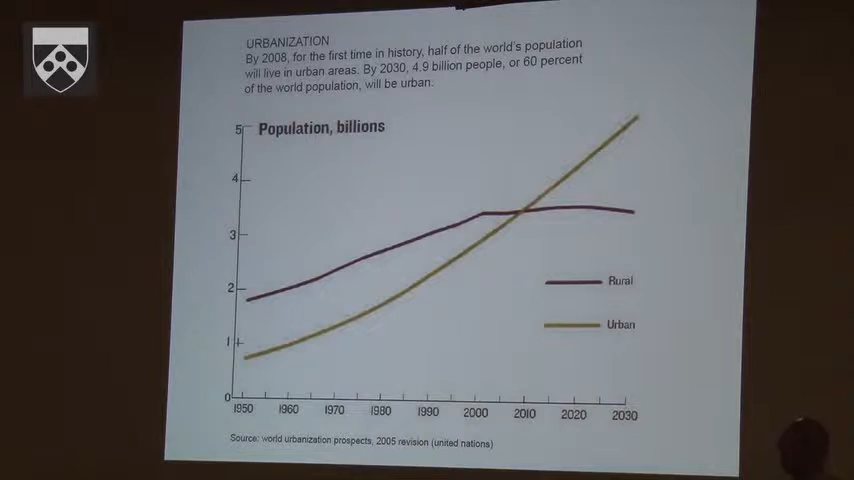 URBANIZATION
By 2008, for the first time in history, half of the world's population
will live in urban areas. By 2030, 4.9 billion people, or 60 percent
of the world population, will be urban.
Population, billions
5
4
3
2
1
0
Rural
Urban
1950 1960 1970 1980 1990 2000 2010 2020 2030
Source: world urbanization prospects, 2005 revision (united nations)